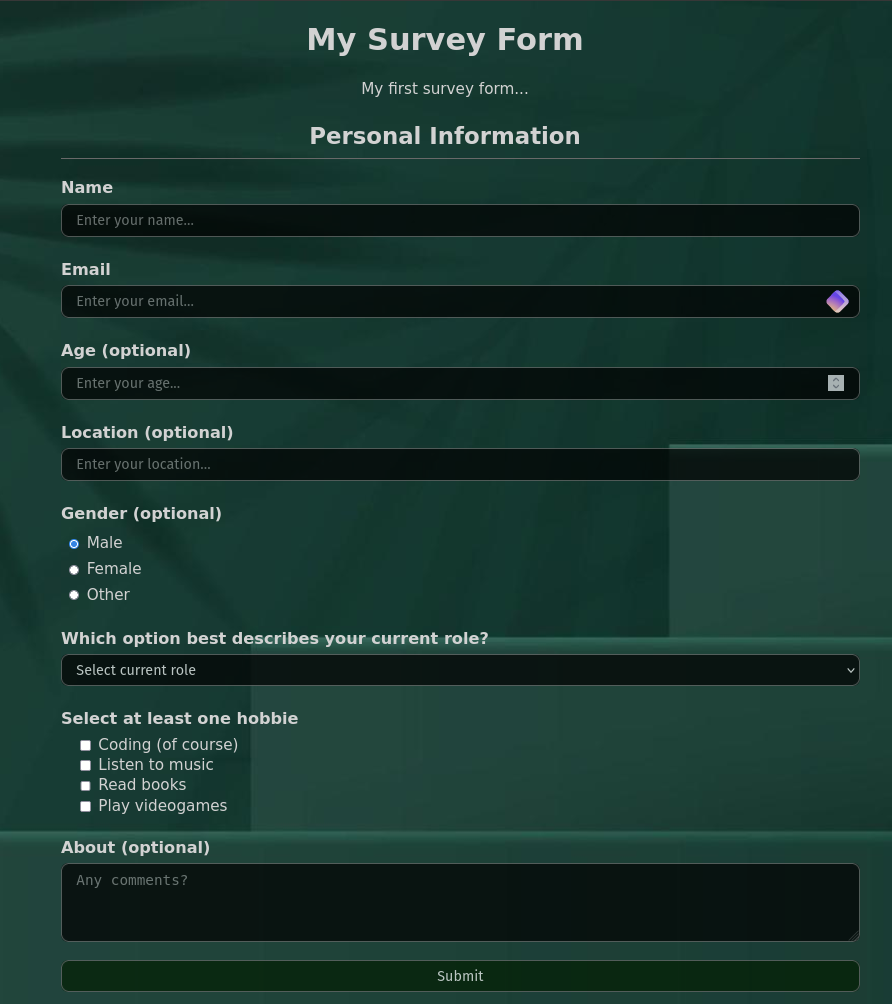 My Survey Form
My first survey form...
Personal Information
Name
Enter your name...
Email
Enter your email...
Age (optional)
Enter your age...
Location (optional)
Enter your location...
Gender (optional)
Male
Female
Other
Which option best describes your current role?
Select current role
Select at least one hobbie
Coding (of course)
Listen to music
Read books
Play videogames
About (optional)
Any comments?
Submit